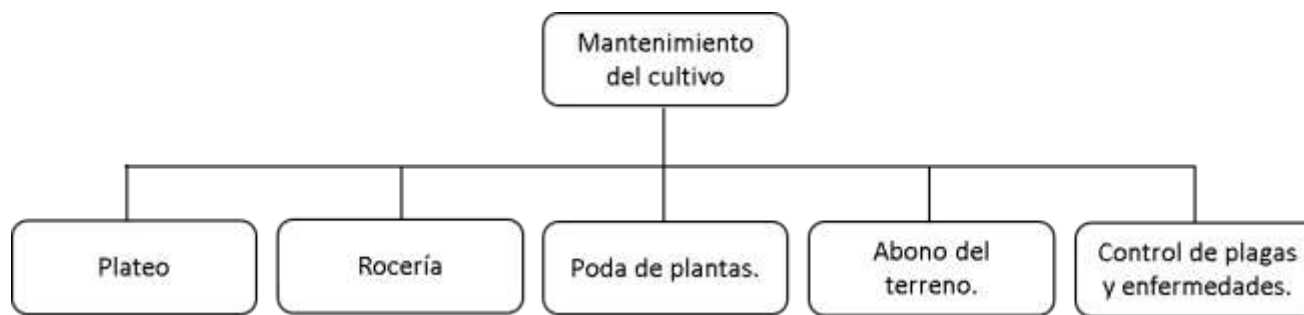 Mantenimiento
del cultivo
Plateo
Rocería
Poda de plantas.
Abono del
terreno.
Control de plagas
y enfermedades.